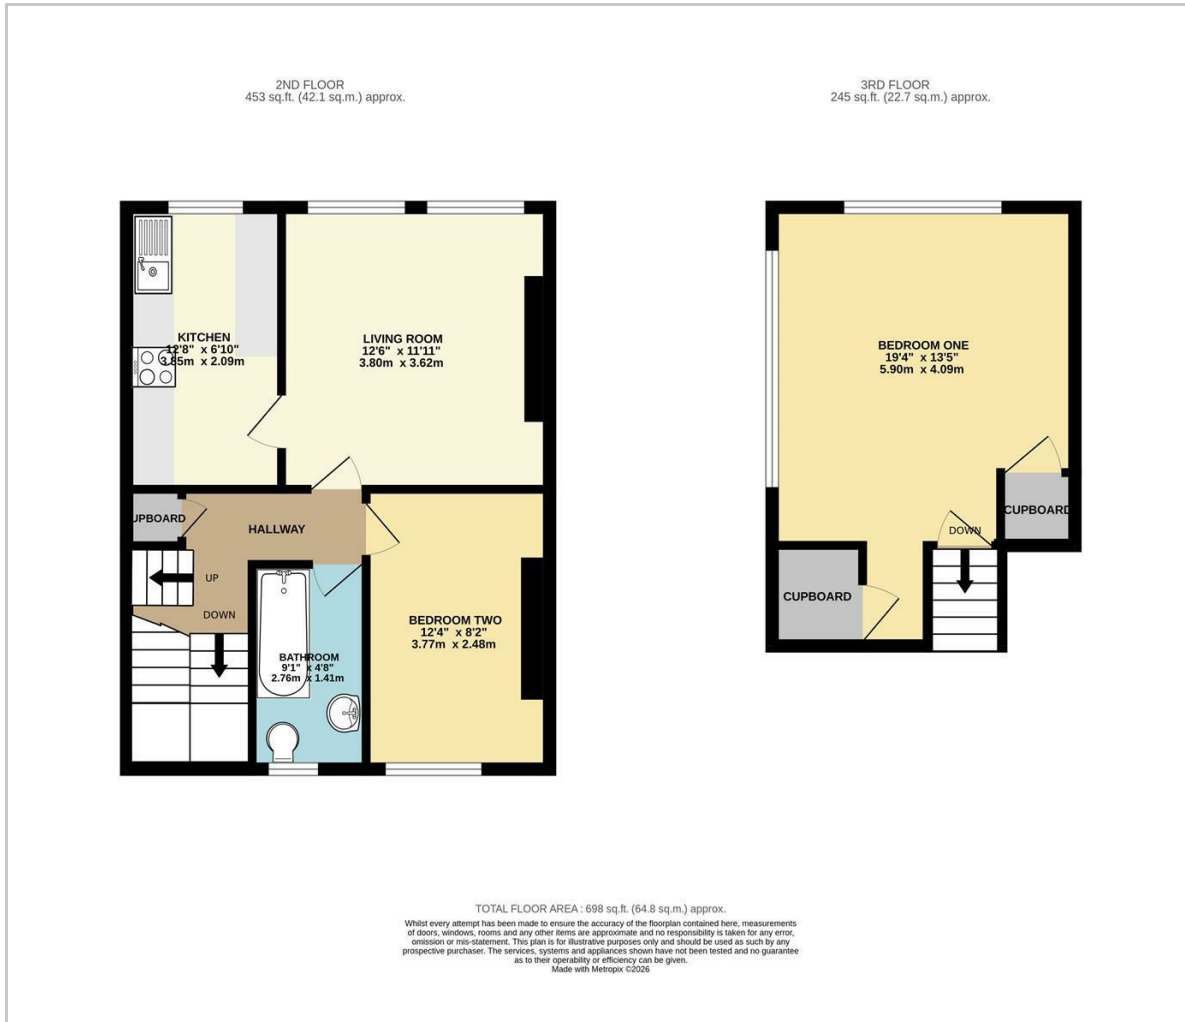 2ND FLOOR
453 sq.ft. (42.1 sq.m.) approx.
3RD FLOOR
245 sq.ft. (22.7 sq.m.) approx.
KITCHEN
12'8" x 6'10"
3.85m x 2.09m
LIVING ROOM
12'6" x 11'11"
3.80m x 3.62m
BEDROOM ONE
19'4" x 13'5"
5.90m x 4.09m
UPBOARD
HALLWAY
CUPBOARD
DOWN
UP
DOWN
CUPBOARD
BEDROOM TWO
12'4" x 8'2"
3.77m x 2.48m
BATHROOM
9'1" x 4'8"
2.76m x 1.41m
TOTAL FLOOR AREA : 698 sq.ft. (64.8 sq.m.) approx.
Whilst every attempt has been made to ensure the accuracy of the floorplan contained here, measurements
of doors, windows, rooms and any other items are approximate and no responsibility is taken for any error,
omission or mis-statement. This plan is for illustrative purposes only and should be used as such by any
prospective purchaser. The services, systems and appliances shown have not been tested and no guarantee
as to their operability or efficiency can be given.
Made with Metropix ©2026